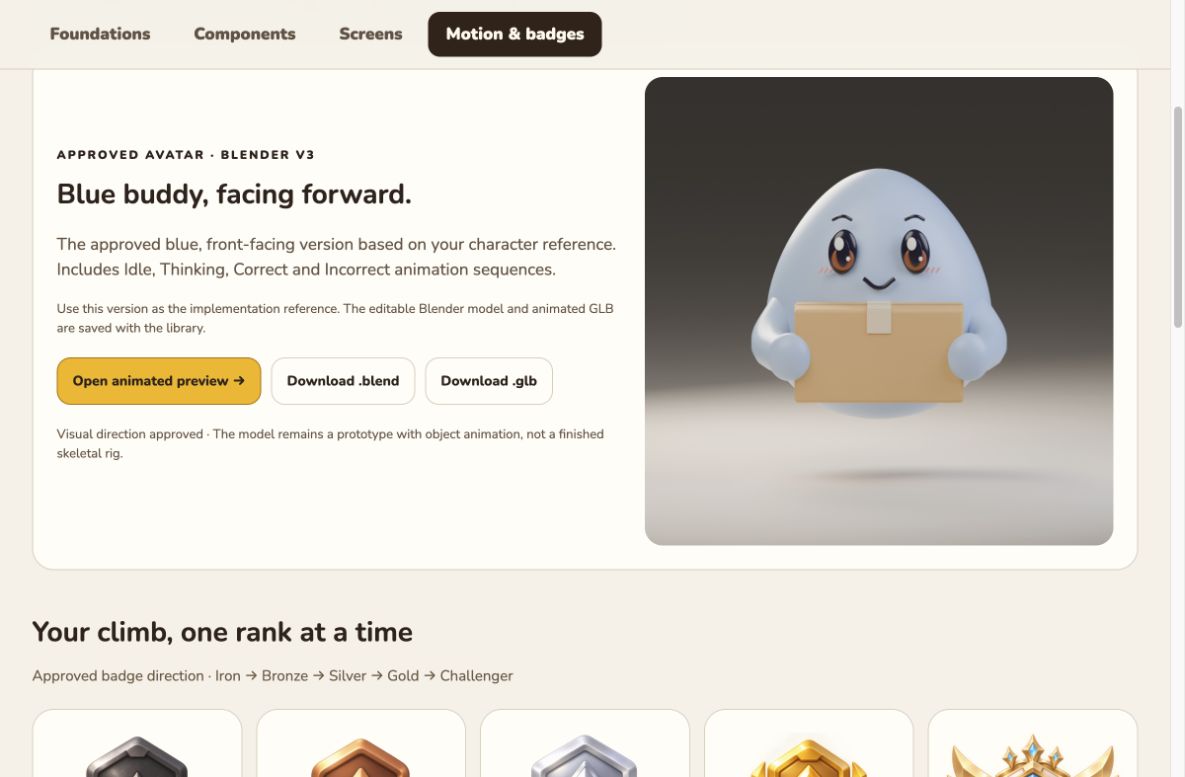 Foundations
Components
Screens
Motion & badges
APPROVED AVATAR · BLENDER V3
Blue buddy, facing forward.
The approved blue, front-facing version based on your character reference.
Includes Idle, Thinking, Correct and Incorrect animation sequences.
Use this version as the implementation reference. The editable Blender model and animated GLB
are saved with the library.
Open animated preview →
Download .blend
Download .glb
Visual direction approved · The model remains a prototype with object animation, not a finished
skeletal rig.
Your climb, one rank at a time
Approved badge direction · Iron → Bronze → Silver → Gold → Challenger